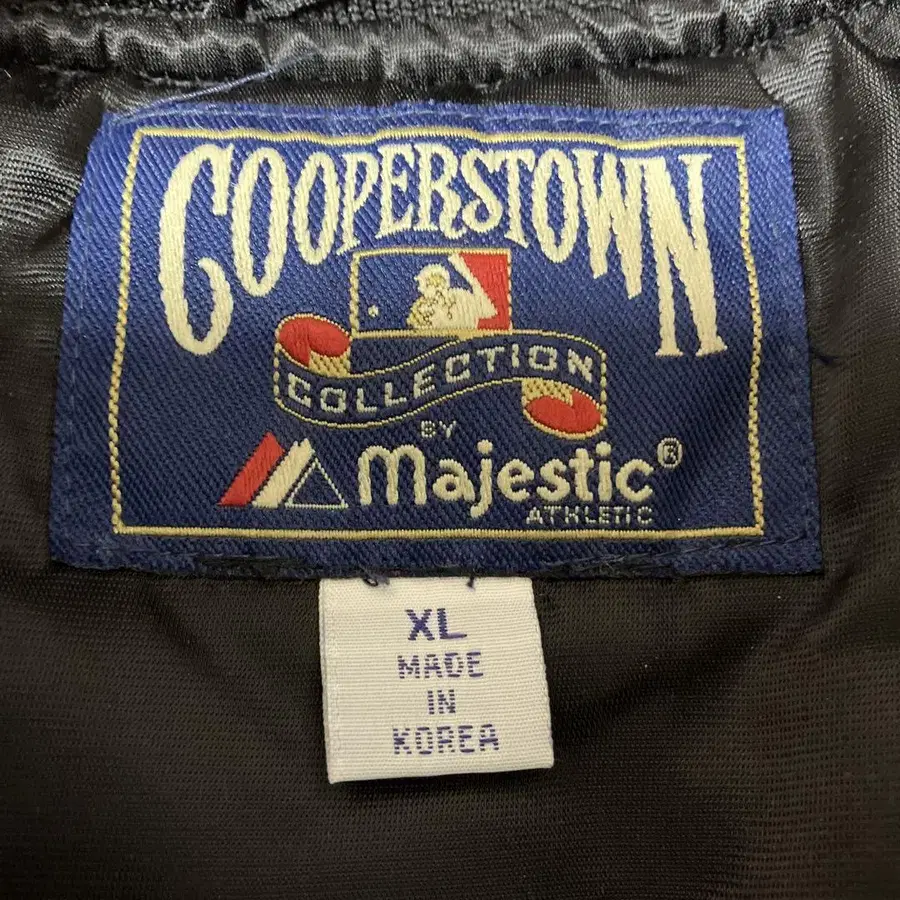 COOPERSTOWN
COLLECTION
BY
Majestic®
ATHLETIC
XL
MADE
IN
KOREA